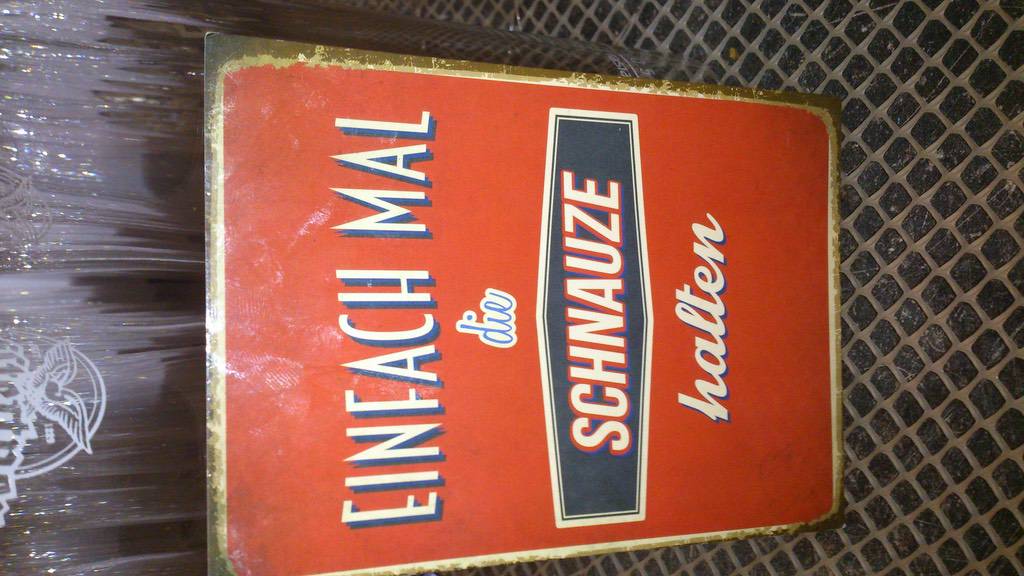 EINFACH MAL
die
SCHNAUZE
halten